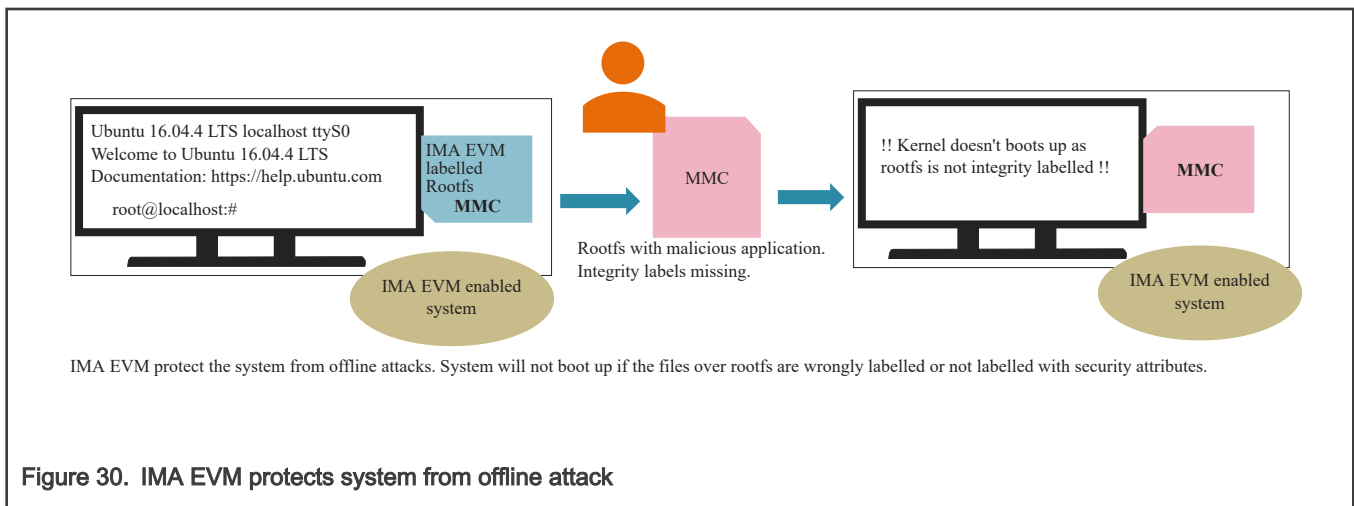 Ubuntu 16.04.4 LTS localhost ttyS0
Welcome to Ubuntu 16.04.4 LTS
Documentation: https://help.ubuntu.com
root@localhost:#
IMA EVM
labelled
Rootfs
MMC
IMA EVM enabled
system
MMC
Rootfs with malicious application.
Integrity labels missing.
!! Kernel doesn't boots up as
rootfs is not integrity labelled !!
MMC
IMA EVM enabled
system
IMA EVM protect the system from offline attacks. System will not boot up if the files over rootfs are wrongly labelled or not labelled with security attributes.
Figure 30. IMA EVM protects system from offline attack